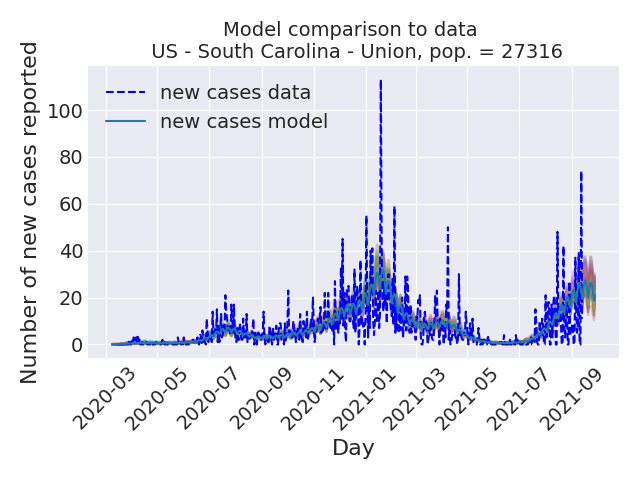 Model comparison to data
US - South Carolina - Union, pop. = 27316
Number of new cases reported
100
80
60
40
20
0
new cases data
new cases model
2020-03
2020-05
2020-07
2020-09
2020-11
2021-01
2021-03
2021-05
2021-07
2021-09
Day